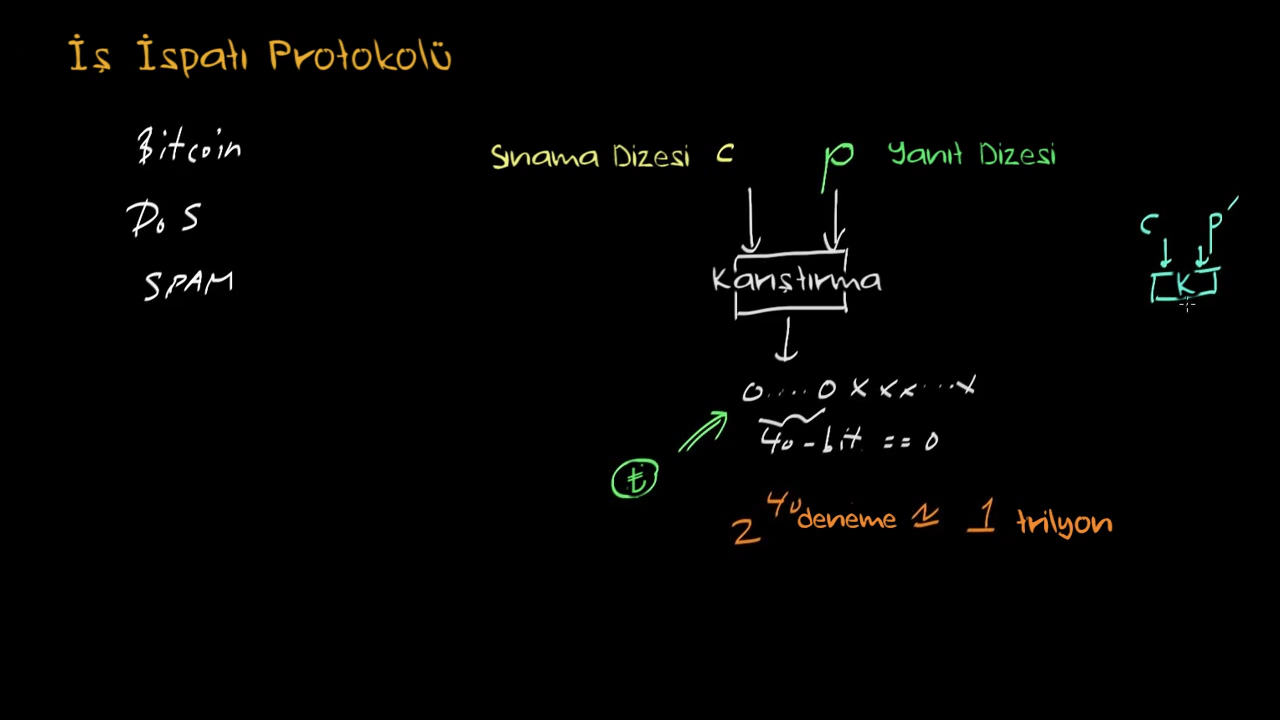 İş İspatı Protokolü
Bitcoin
DoS
SPAM
Sınama Dizesi c p Yanıt Dizesi
Karıştırma
0....0 x x x ... x
40-bit == 0
₺
2^40 deneme ≈ 1 trilyon
c p′
K